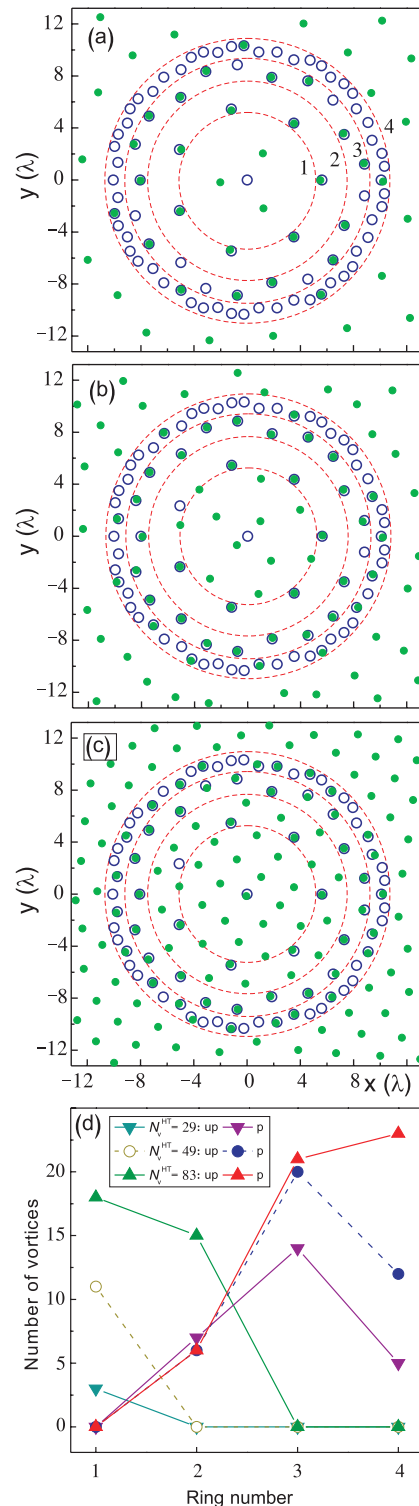 (a)
y (λ)
12
8
4
0
−4
−8
−12
1 2 3 4
(b)
y (λ)
12
8
4
0
−4
−8
−12
(c)
y (λ)
12
8
4
0
−4
−8
−12
−12 −8 −4 0 4 8
x (λ)
(d)
N_v^HT = 29: up p
N_v^HT = 49: up p
N_v^HT = 83: up p
Number of vortices
20
15
10
5
0
1 2 3 4
Ring number